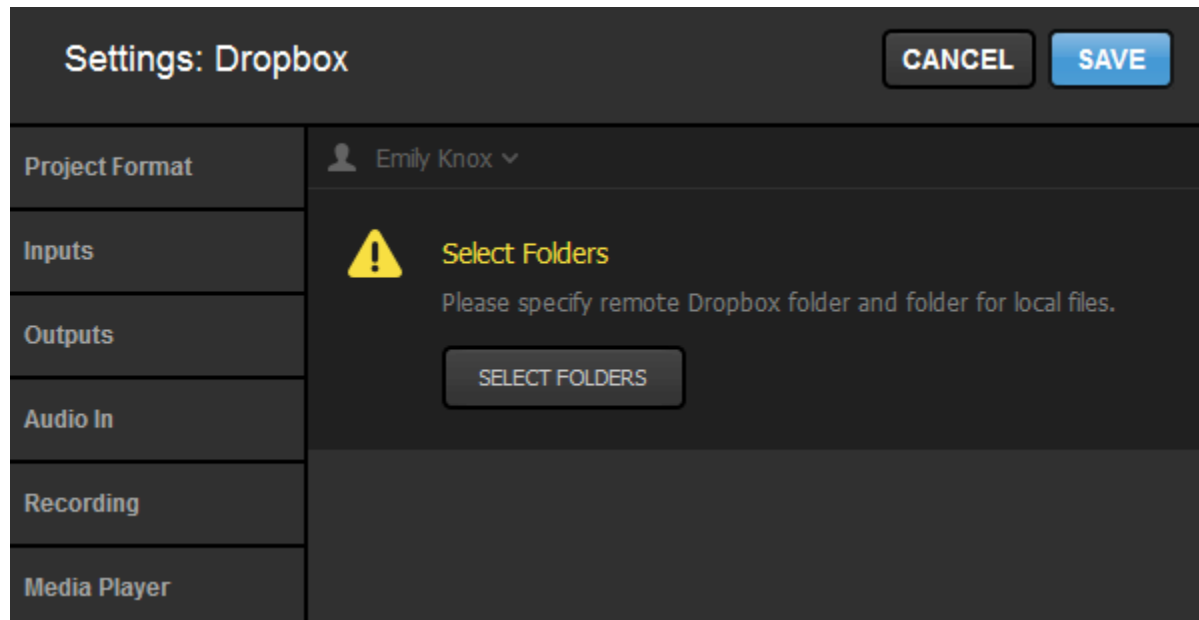 Settings: Dropbox
CANCEL
SAVE
Project Format
Emily Knox
Inputs
Select Folders
Please specify remote Dropbox folder and folder for local files.
Outputs
SELECT FOLDERS
Audio In
Recording
Media Player